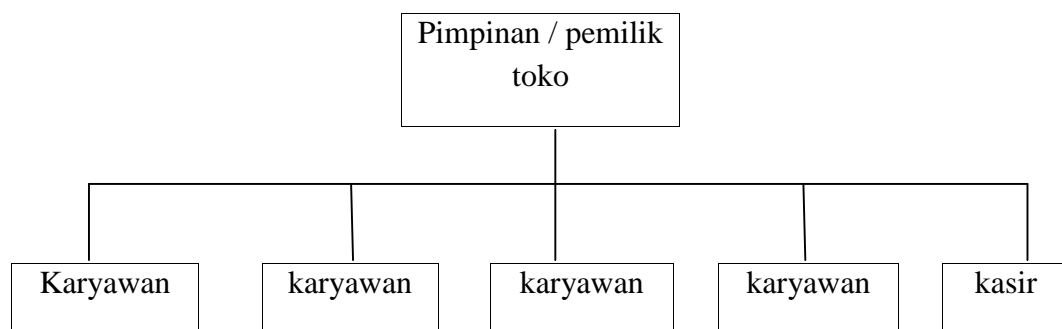 Pimpinan / pemilik
toko
Karyawan
karyawan
karyawan
karyawan
kasir